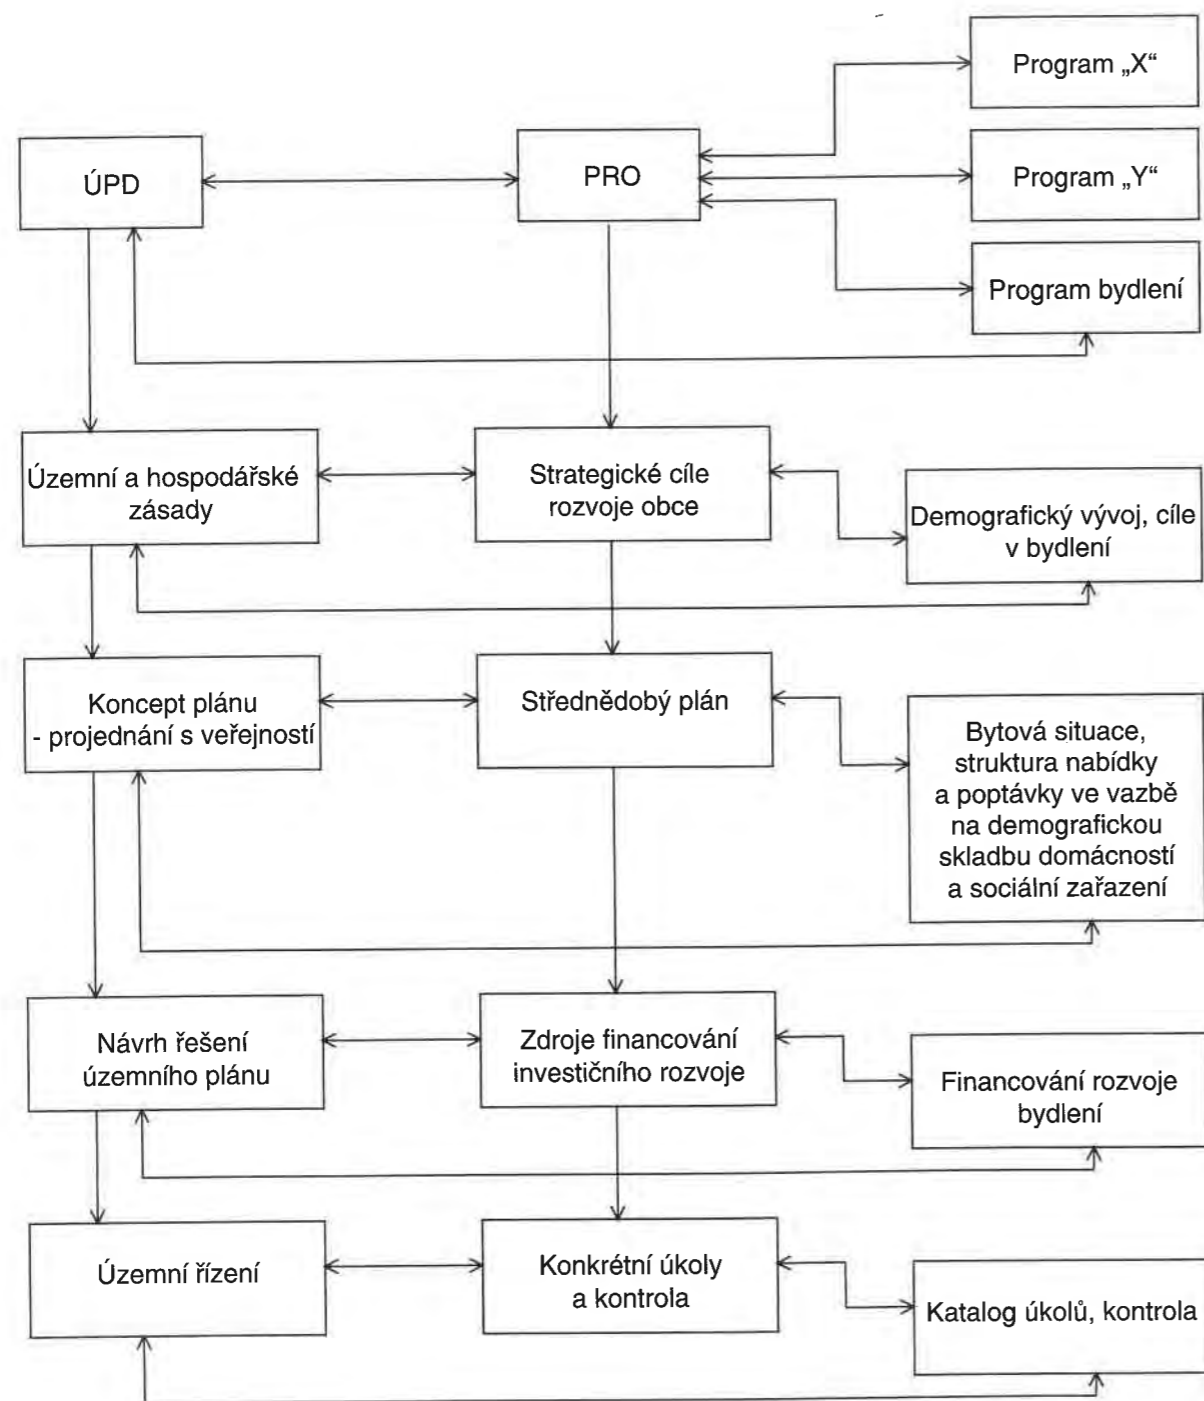 Program „X“
ÚPD
PRO
Program „Y“
Program bydlení
Územní a hospodářské
zásady
Strategické cíle
rozvoje obce
Demografický vývoj, cíle
v bydlení
Koncept plánu
- projednání s veřejností
Střednědobý plán
Bytová situace,
struktura nabídky
a poptávky ve vazbě
na demografickou
skladbu domácností
a sociální zařazení
Návrh řešení
územního plánu
Zdroje financování
investičního rozvoje
Financování rozvoje
bydlení
Územní řízení
Konkrétní úkoly
a kontrola
Katalog úkolů, kontrola